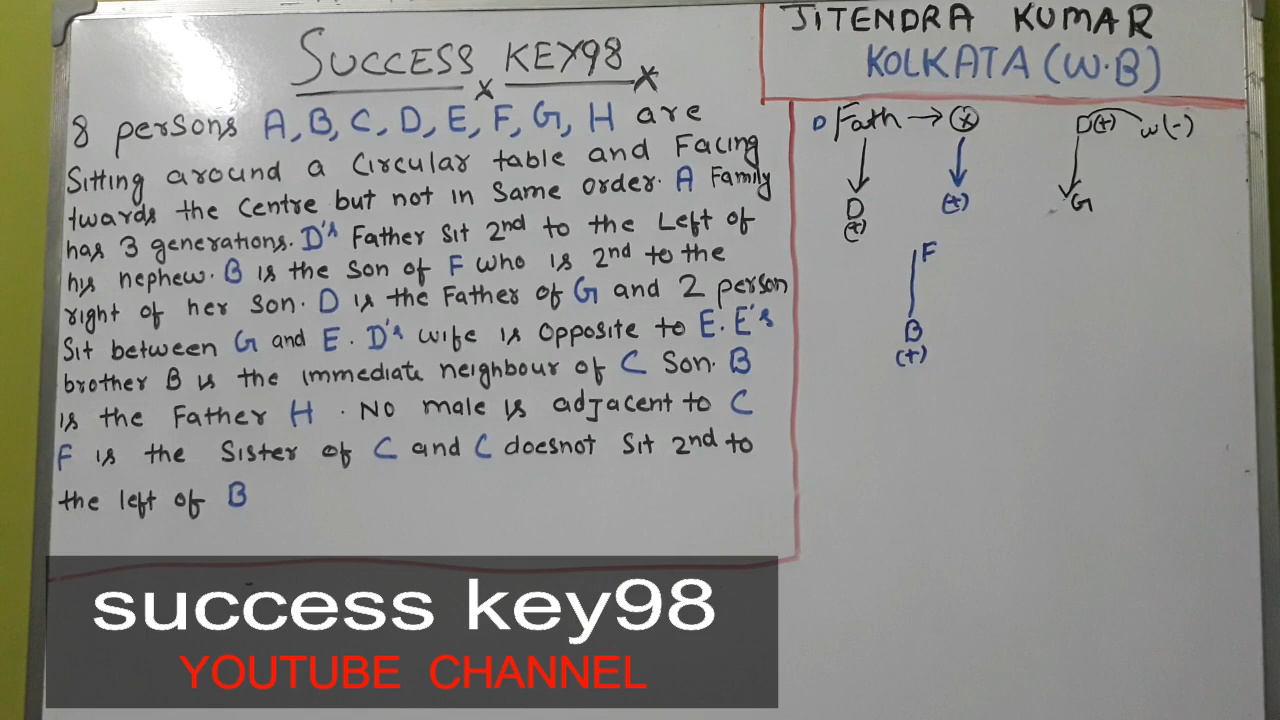 SUCCESS KEY98
JITENDRA KUMAR
KOLKATA (W.B)
8 persons A, B, C, D, E, F, G, H are
Sitting around a Circular table and Facing
twards the Centre but not in Same order. A Family
has 3 generations. D's Father Sit 2nd to the Left of
his nephew. B is the Son of F who is 2nd to the
right of her Son. D is the Father of G and 2 person
Sit between G and E. D's wife is opposite to E. E's
brother B is the immediate neighbour of C Son. B
is the Father H. No male is adjacent to C
F is the Sister of C and C doesnot Sit 2nd to
the left of B
D Fath → (x)
D
(+)
(+)
D(+) w(-)
G
F
B
(+)
success key98
YOUTUBE CHANNEL